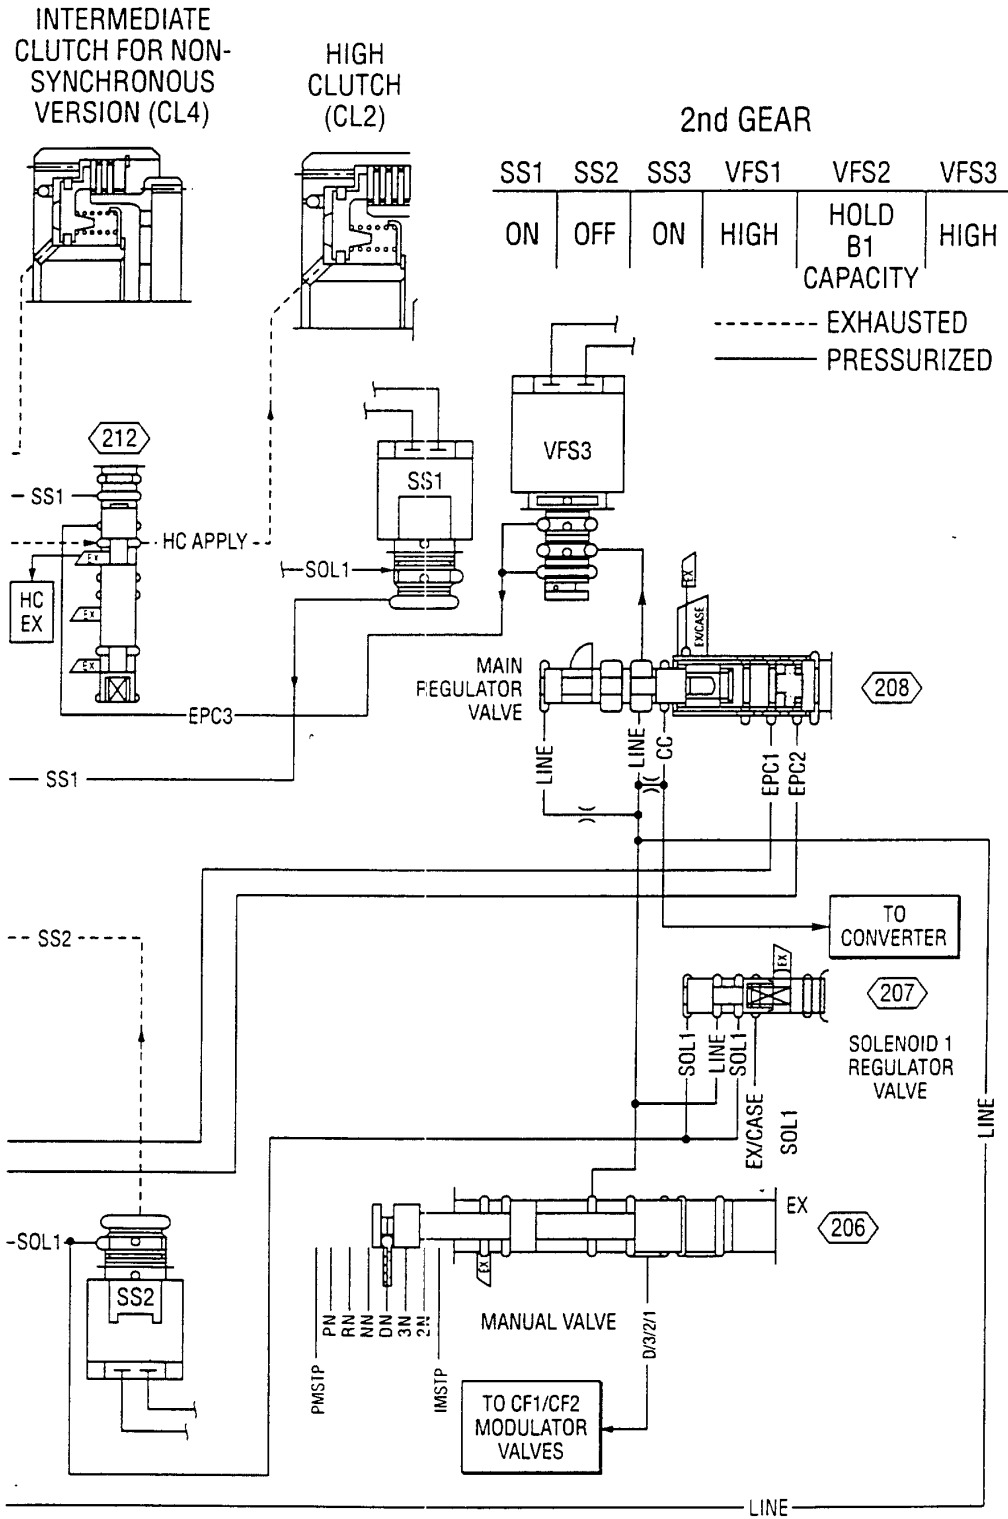 INTERMEDIATE
CLUTCH FOR NON-
SYNCHRONOUS
VERSION (CL4)
HIGH
CLUTCH
(CL2)
2nd GEAR
SS1 SS2 SS3 VFS1 VFS2 VFS3
ON OFF ON HIGH HOLD B1 CAPACITY HIGH
EXHAUSTED
PRESSURIZED
212
SS1
HC APPLY
EX
HC
EX
EX
EX
SS1
SOL1
VFS3
EX
EX/CASE
MAIN
REGULATOR
VALVE
208
EPC3
SS1
LINE
LINE
CC
EPC1
EPC2
TO
CONVERTER
SS2
EX
207
SOLENOID 1
REGULATOR
VALVE
SOL1
LINE
SOL1
EX/CASE
SOL1
LINE
EX
206
SOL1
SS2
EX
MANUAL VALVE
PMSTP
PN
RN
NN
DN
3N
2N
IMSTP
D/3/2/1
TO CF1/CF2
MODULATOR
VALVES
LINE